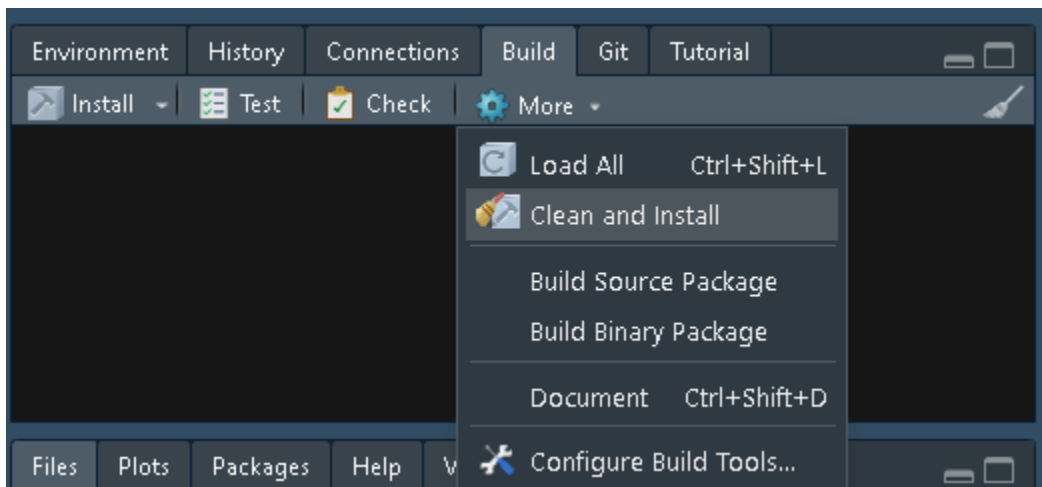 Environment History Connections Build Git Tutorial
Install Test Check More
Load All Ctrl+Shift+L
Clean and Install
Build Source Package
Build Binary Package
Document Ctrl+Shift+D
Files Plots Packages Help V Configure Build Tools...